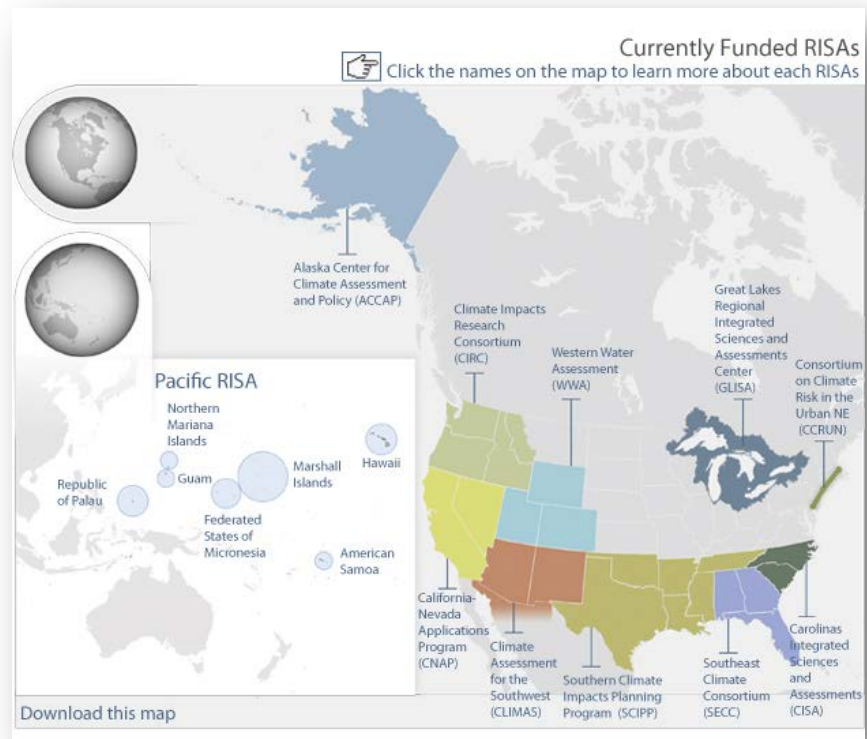 Currently Funded RISAs
Click the names on the map to learn more about each RISAs
Alaska Center for
Climate Assessment
and Policy (ACCAP)
Climate Impacts
Research
Consortium
(CIRC)
Western Water
Assessment
(WWA)
Great Lakes
Regional
Integrated
Sciences and
Assessments
Center
(GLISA)
Consortium
on Climate
Risk in the
Urban NE
(CCRUN)
Pacific RISA
Northern
Mariana
Islands
Guam
Republic
of Palau
Federated
States of
Micronesia
Marshall
Islands
Hawaii
American
Samoa
California-
Nevada
Applications
Program
(CNAP)
Climate
Assessment
for the
Southwest
(CLIMAS)
Southern Climate
Impacts Planning
Program (SCIPP)
Southeast
Climate
Consortium
(SECC)
Carolinas
Integrated
Sciences
and
Assessments
(CISA)
Download this map